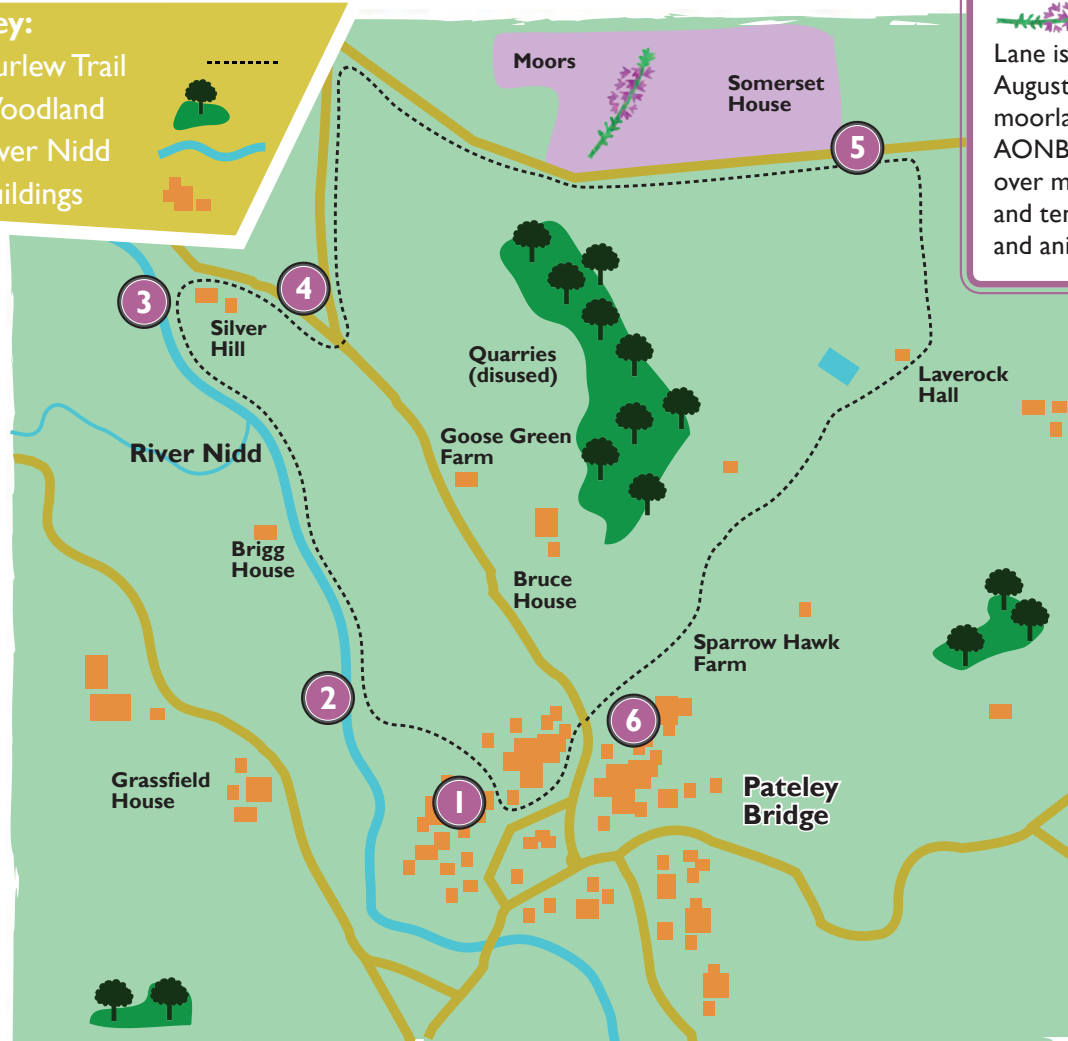 ey:
urlew Trail
oodland
ver Nidd
uildings
Moors
Somerset
House
Lane is
August
moorla
AONB
over m
and ter
and ani
5
3
4
Silver
Hill
Quarries
(disused)
Laverock
Hall
River Nidd
Goose Green
Farm
Brigg
House
Bruce
House
Sparrow Hawk
Farm
2
6
Grassfield
House
1
Pateley
Bridge